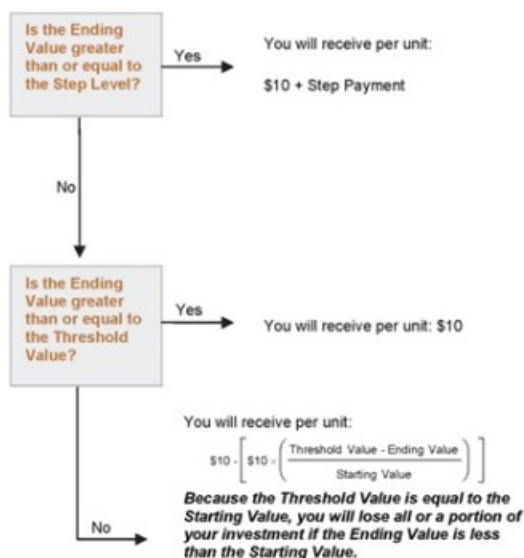 Is the Ending
Value greater
than or equal to
the Step Level?
Yes
You will receive per unit:
$10 + Step Payment
No
Is the Ending
Value greater
than or equal to
the Threshold
Value?
Yes
You will receive per unit: $10
No
You will receive per unit:
$10 - [ $10 × ( Threshold Value - Ending Value / Starting Value ) ]
Because the Threshold Value is equal to the
Starting Value, you will lose all or a portion of
your investment if the Ending Value is less
than the Starting Value.